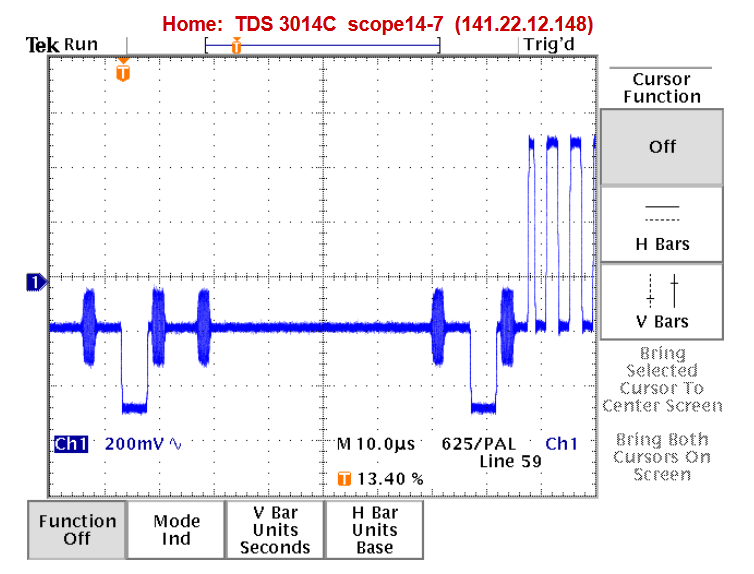 Home: TDS 3014C scope14-7 (141.22.12.148)
Tek Run
Trig'd
T
T
1
Ch1 200mV∿
M 10.0µs
625/PAL
Line 59
Ch1
T 13.40 %
Cursor
Function
Off
H Bars
V Bars
Bring
Selected
Cursor To
Center Screen
Bring Both
Cursors On
Screen
Function
Off
Mode
Ind
V Bar
Units
Seconds
H Bar
Units
Base